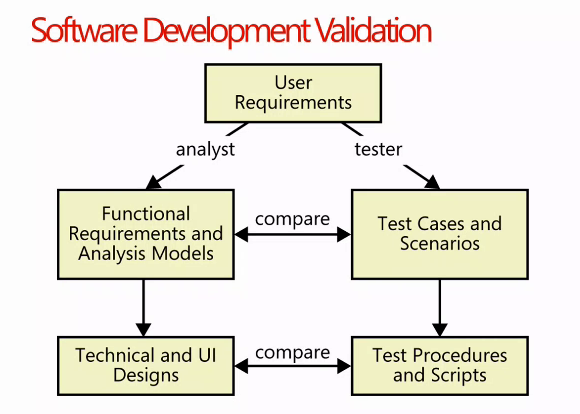 Software Development Validation
User
Requirements
analyst
tester
Functional
Requirements and
Analysis Models
compare
Test Cases and
Scenarios
Technical and UI
Designs
compare
Test Procedures
and Scripts